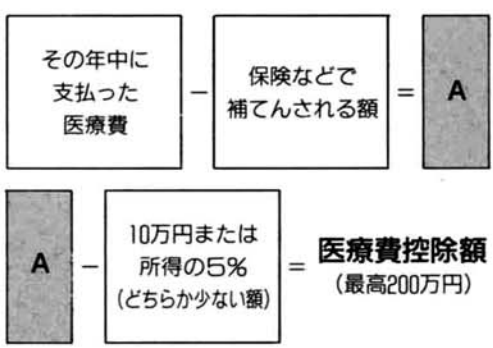 その年中に
支払った
医療費
−
保険などで
補てんされる額
=
A
A
−
10万円または
所得の5%
(どちらか少ない額)
=
医療費控除額
(最高200万円)